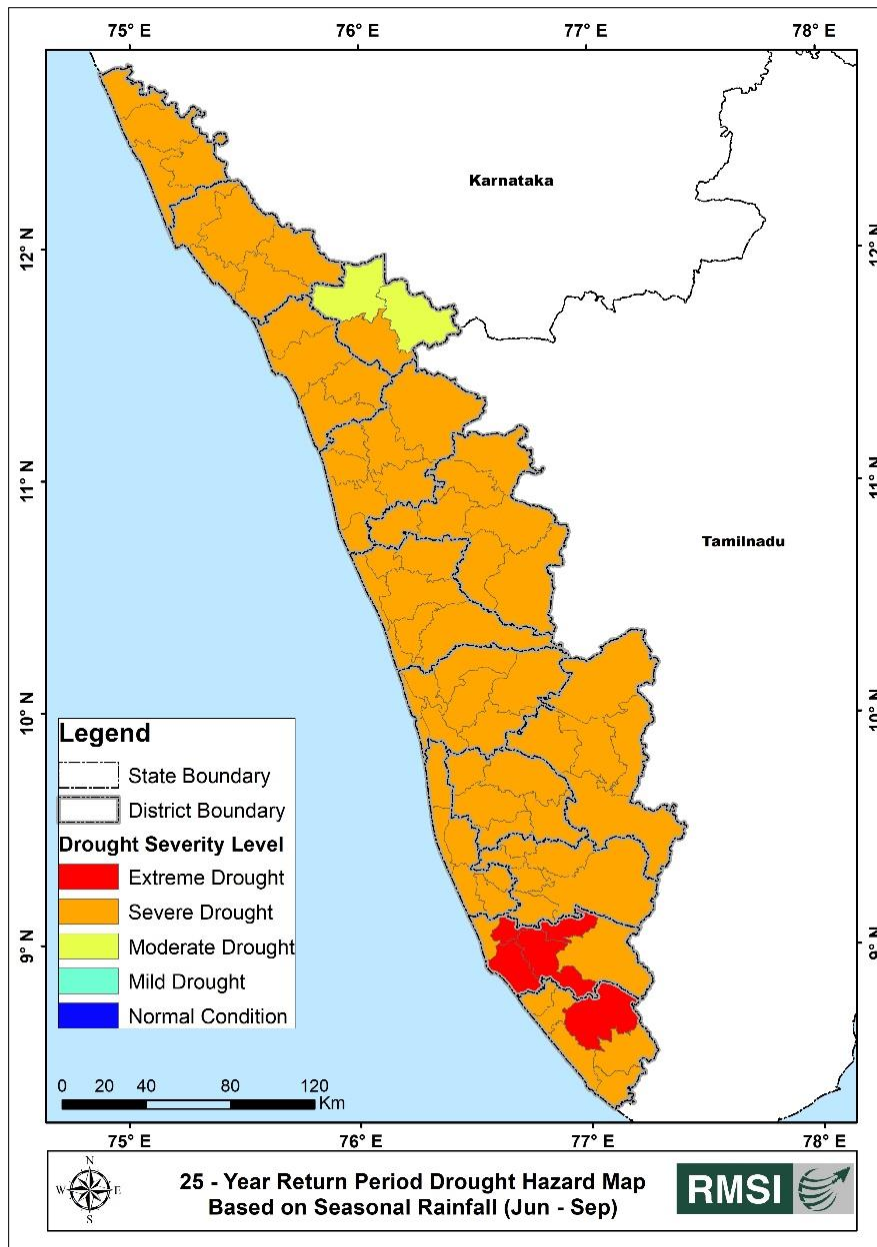 75° E 76° E 77° E 78° E
Karnataka
12° N 12° N
11° N 11° N
Tamilnadu
10° N 10° N
Legend
State Boundary
District Boundary
Drought Severity Level
Extreme Drought
Severe Drought
Moderate Drought
Mild Drought
Normal Condition
9° N 9° N
0 20 40 80 120
Km
75° E 76° E 77° E 78° E
N
W E
S
25 - Year Return Period Drought Hazard Map
Based on Seasonal Rainfall (Jun - Sep)
RMSI